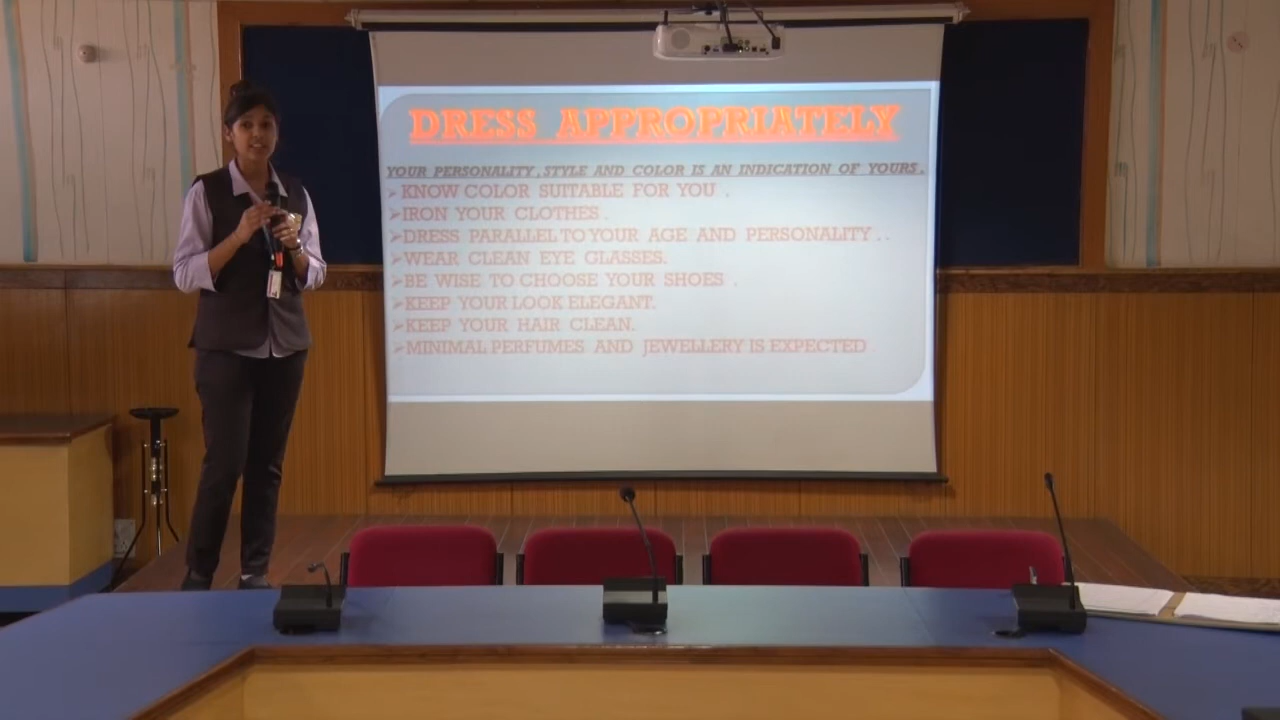 DRESS APPROPRIATELY
YOUR PERSONALITY, STYLE AND COLOR IS AN INDICATION OF YOURS.
➢KNOW COLOR SUITABLE FOR YOU .
➢IRON YOUR CLOTHES .
➢DRESS PARALLEL TO YOUR AGE AND PERSONALITY . .
➢WEAR CLEAN EYE GLASSES.
➢BE WISE TO CHOOSE YOUR SHOES .
➢KEEP YOUR LOOK ELEGANT.
➢KEEP YOUR HAIR CLEAN.
➢MINIMAL PERFUMES AND JEWELLERY IS EXPECTED